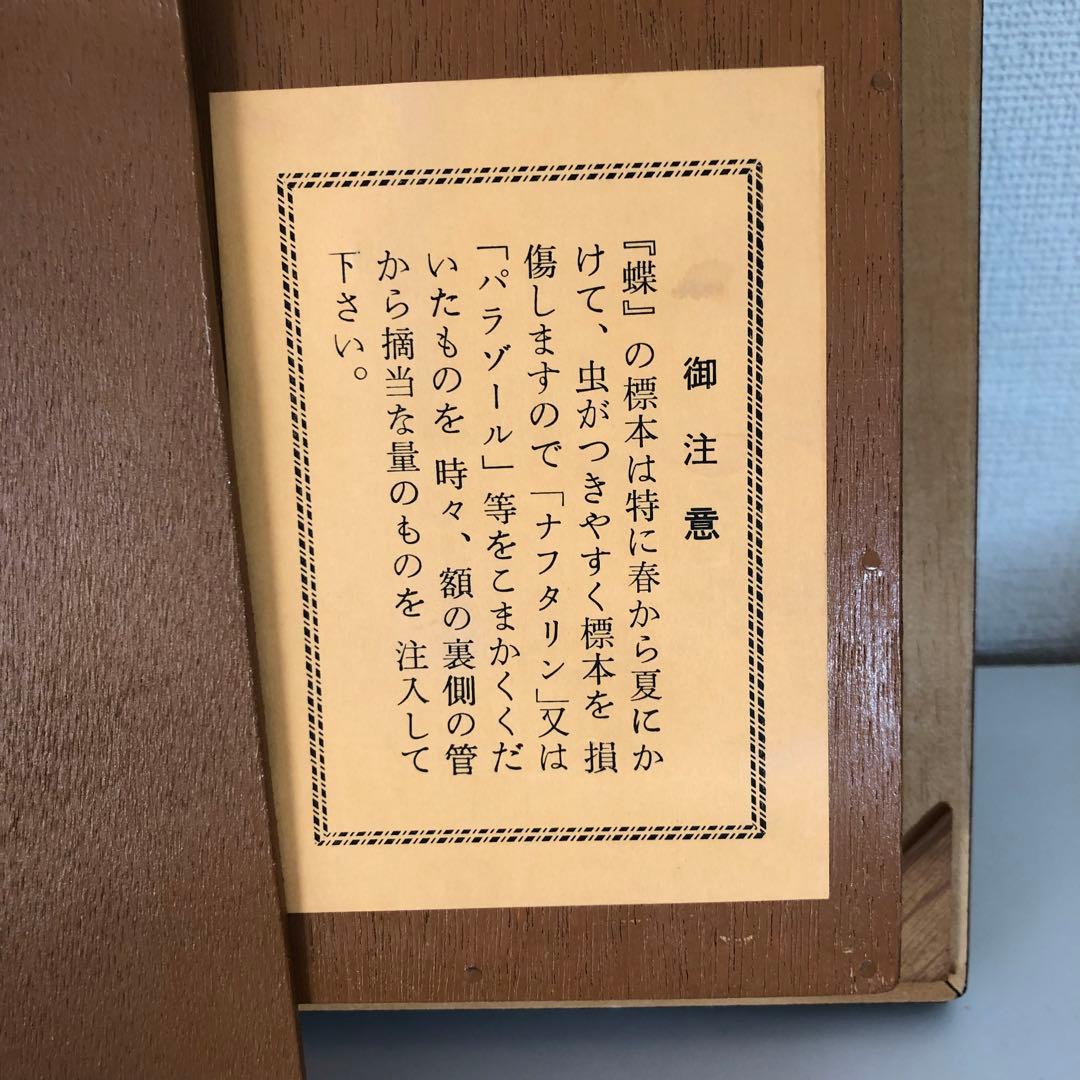 御注意
『蝶』の標本は特に春から夏にか
けて、虫がつきやすく標本を損
傷しますので「ナフタリン」又は
「パラゾール」等をこまかくくだ
いたものを時々、額の裏側の管
から摘当な量のものを注入して
下さい。